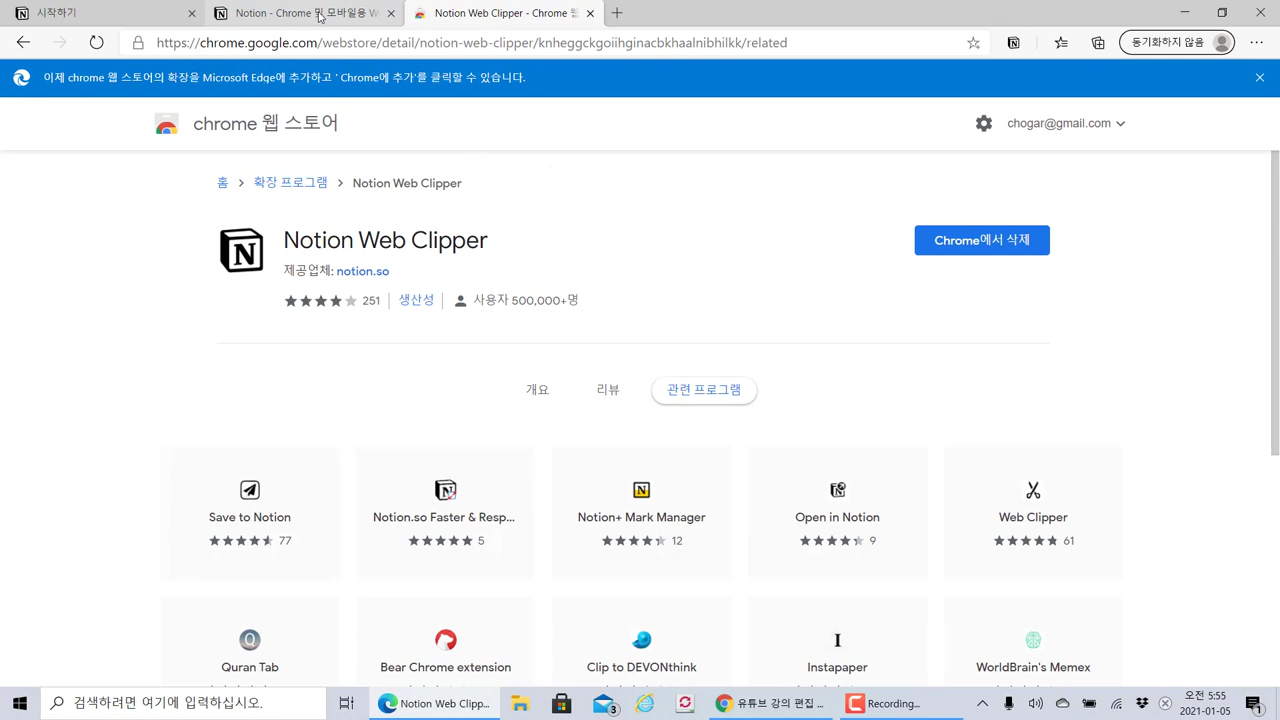 시작하기
Notion - Chrome 및 모바일용 W
Notion Web Clipper - Chrome 웹
https://chrome.google.com/webstore/detail/notion-web-clipper/knheggckgoiihginacbkhaalnibhilkk/related
동기화하지 않음
이제 chrome 웹 스토어의 확장을 Microsoft Edge에 추가하고 ' Chrome에 추가'를 클릭할 수 있습니다.
chrome 웹 스토어
chogar@gmail.com
홈 > 확장 프로그램 > Notion Web Clipper
Notion Web Clipper
Chrome에서 삭제
제공업체: notion.so
251 생산성 사용자 500,000+명
개요 리뷰 관련 프로그램
Save to Notion Notion.so Faster & Resp... Notion+ Mark Manager Open in Notion Web Clipper
77 5 12 9 61
Quran Tab Bear Chrome extension Clip to DEVONthink Instapaper WorldBrain's Memex
검색하려면 여기에 입력하십시오.
Notion Web Clipp...
3
유튜브 강의 편집 ...
Recording...
오전 5:55
2021-01-05
1